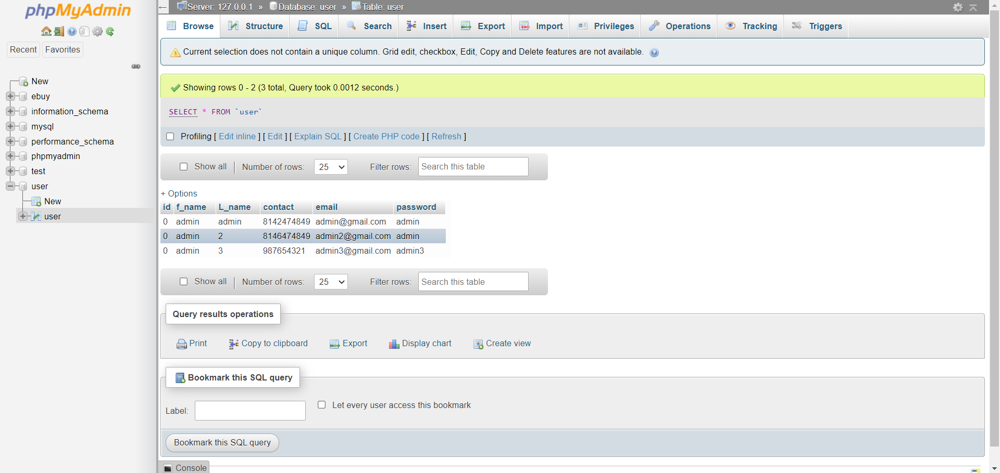 phpMyAdmin
Recent Favorites
New
ebuy
information_schema
mysql
performance_schema
phpmyadmin
test
user
New
user
Server: 127.0.0.1 » Database: user » Table: user
Browse Structure SQL Search Insert Export Import Privileges Operations Tracking Triggers
Current selection does not contain a unique column. Grid edit, checkbox, Edit, Copy and Delete features are not available.
Showing rows 0 - 2 (3 total, Query took 0.0012 seconds.)
SELECT * FROM `user`
Profiling [ Edit inline ] [ Edit ] [ Explain SQL ] [ Create PHP code ] [ Refresh ]
Show all | Number of rows: 25 Filter rows: Search this table
+ Options
id f_name L_name contact email password
0 admin admin 8142474849 admin@gmail.com admin
0 admin 2 8146474849 admin2@gmail.com admin
0 admin 3 987654321 admin3@gmail.com admin3
Show all | Number of rows: 25 Filter rows: Search this table
Query results operations
Print Copy to clipboard Export Display chart Create view
Bookmark this SQL query
Label: Let every user access this bookmark
Bookmark this SQL query
Console